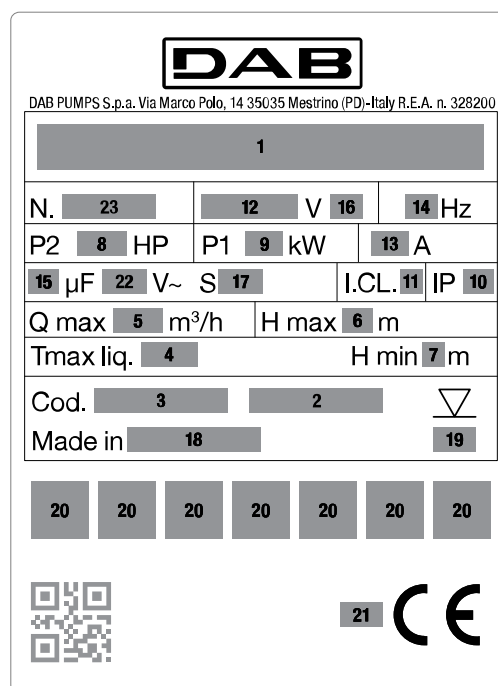 DAB
DAB PUMPS S.p.a. Via Marco Polo, 14 35035 Mestrino (PD)-Italy R.E.A. n. 328200
1
N. 23 12 V 16 14 Hz
P2 8 HP P1 9 kW 13 A
15 µF 22 V~ S 17 I.CL. 11 IP 10
Q max 5 m³/h H max 6 m
Tmax liq. 4 H min 7 m
Cod. 3 2
Made in 18 19
20 20 20 20 20 20 20
21 CE